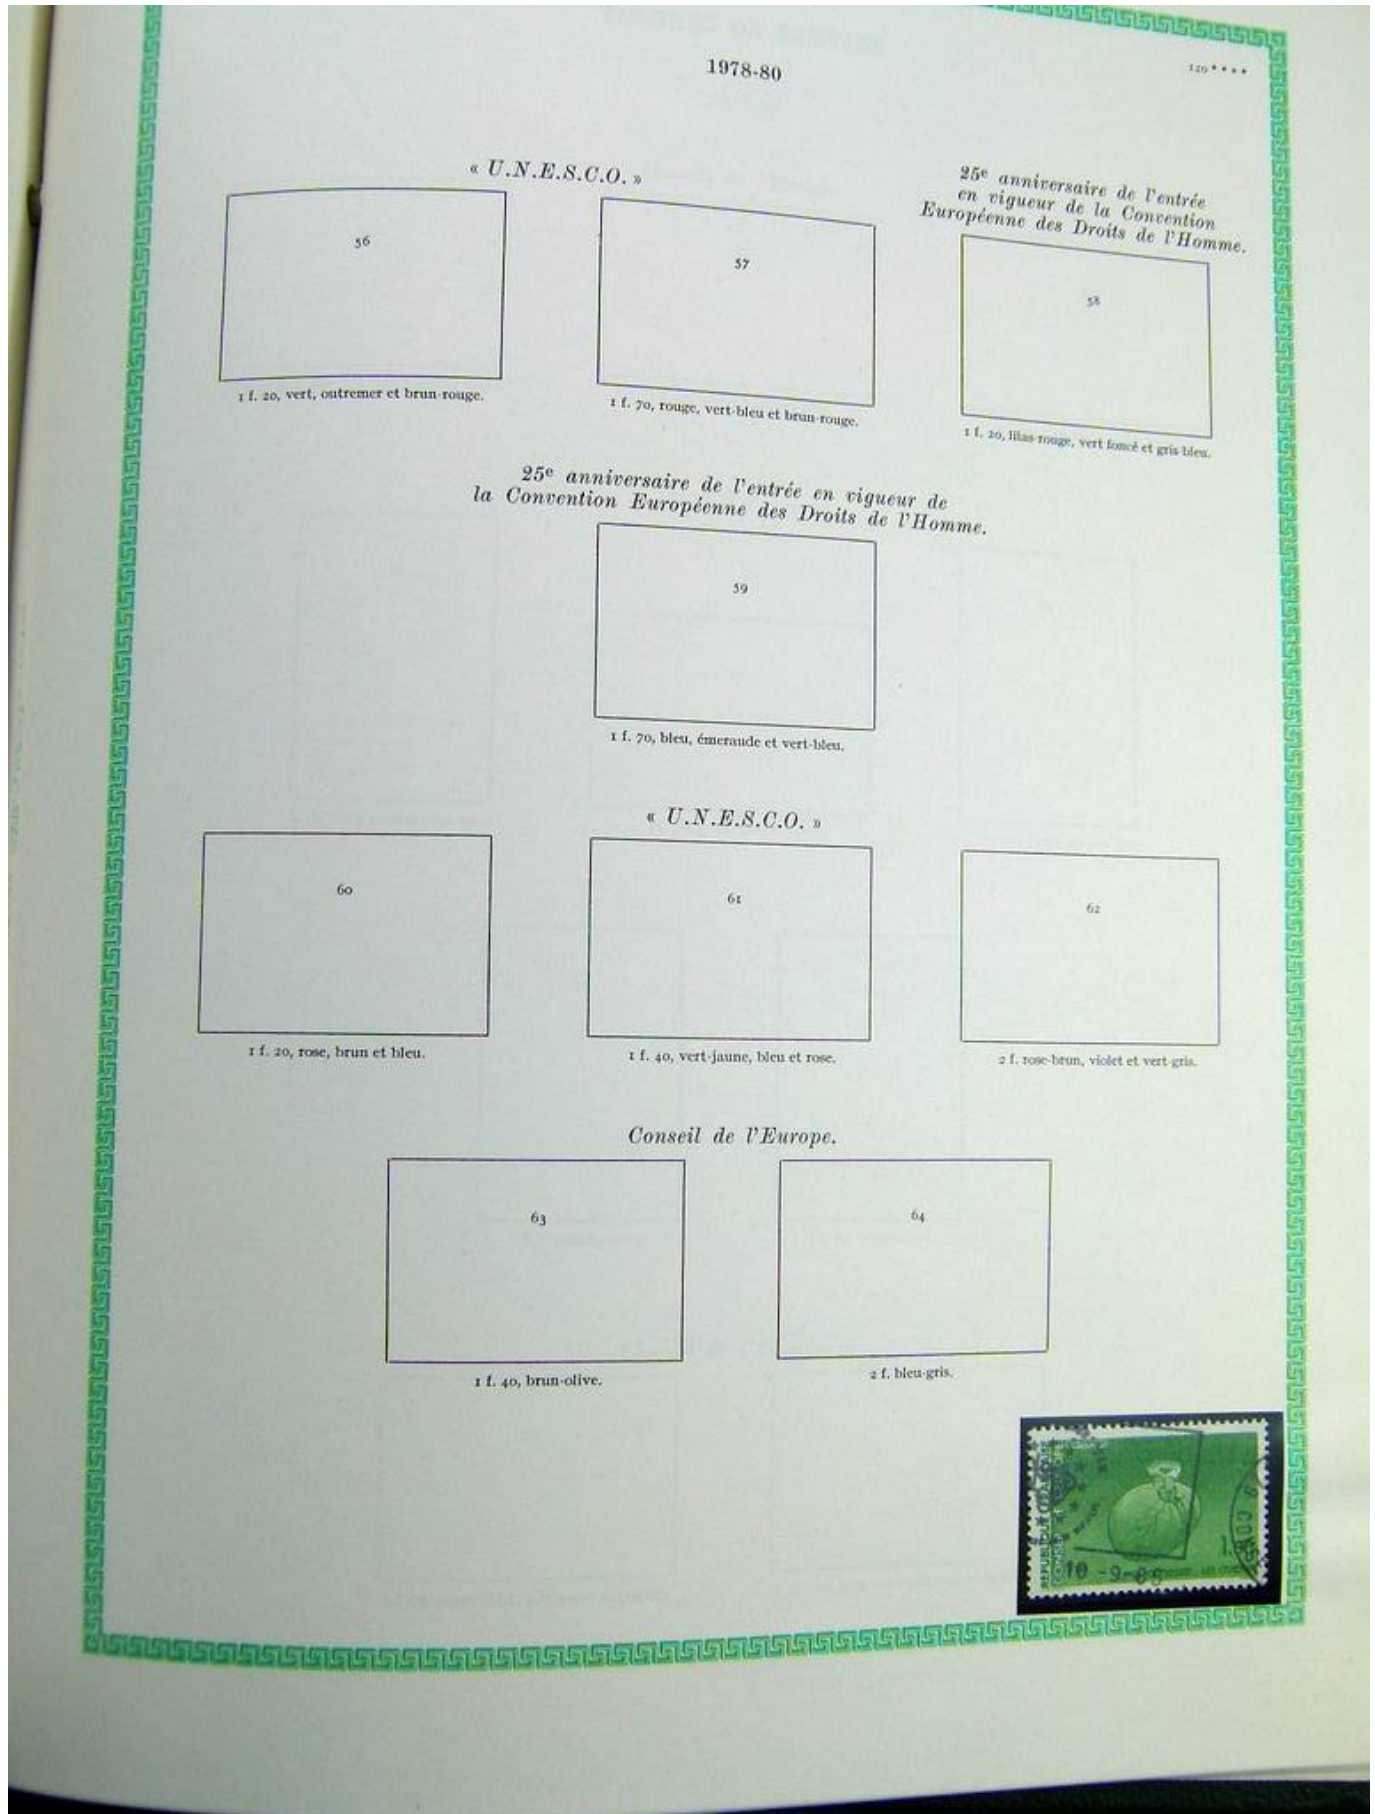 1978-80
120****
« U.N.E.S.C.O. »
25e anniversaire de l'entrée
en vigueur de la Convention
Européenne des Droits de l'Homme.
56
57
58
1 f. 20, vert, outremer et brun-rouge.
1 f. 70, rouge, vert-bleu et brun-rouge.
1 f. 20, lilas-rouge, vert foncé et gris-bleu.
25e anniversaire de l'entrée en vigueur de
la Convention Européenne des Droits de l'Homme.
59
1 f. 70, bleu, émeraude et vert-bleu.
« U.N.E.S.C.O. »
60
61
62
1 f. 20, rose, brun et bleu.
1 f. 40, vert-jaune, bleu et rose.
2 f. rose-brun, violet et vert-gris.
Conseil de l'Europe.
63
64
1 f. 40, brun-olive.
2 f. bleu-gris.
10 -9-